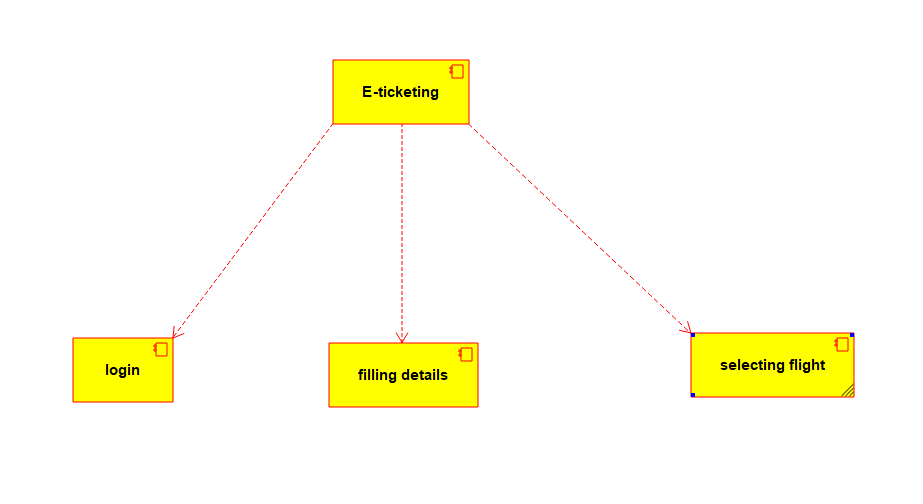 E-ticketing
login
filling details
selecting flight